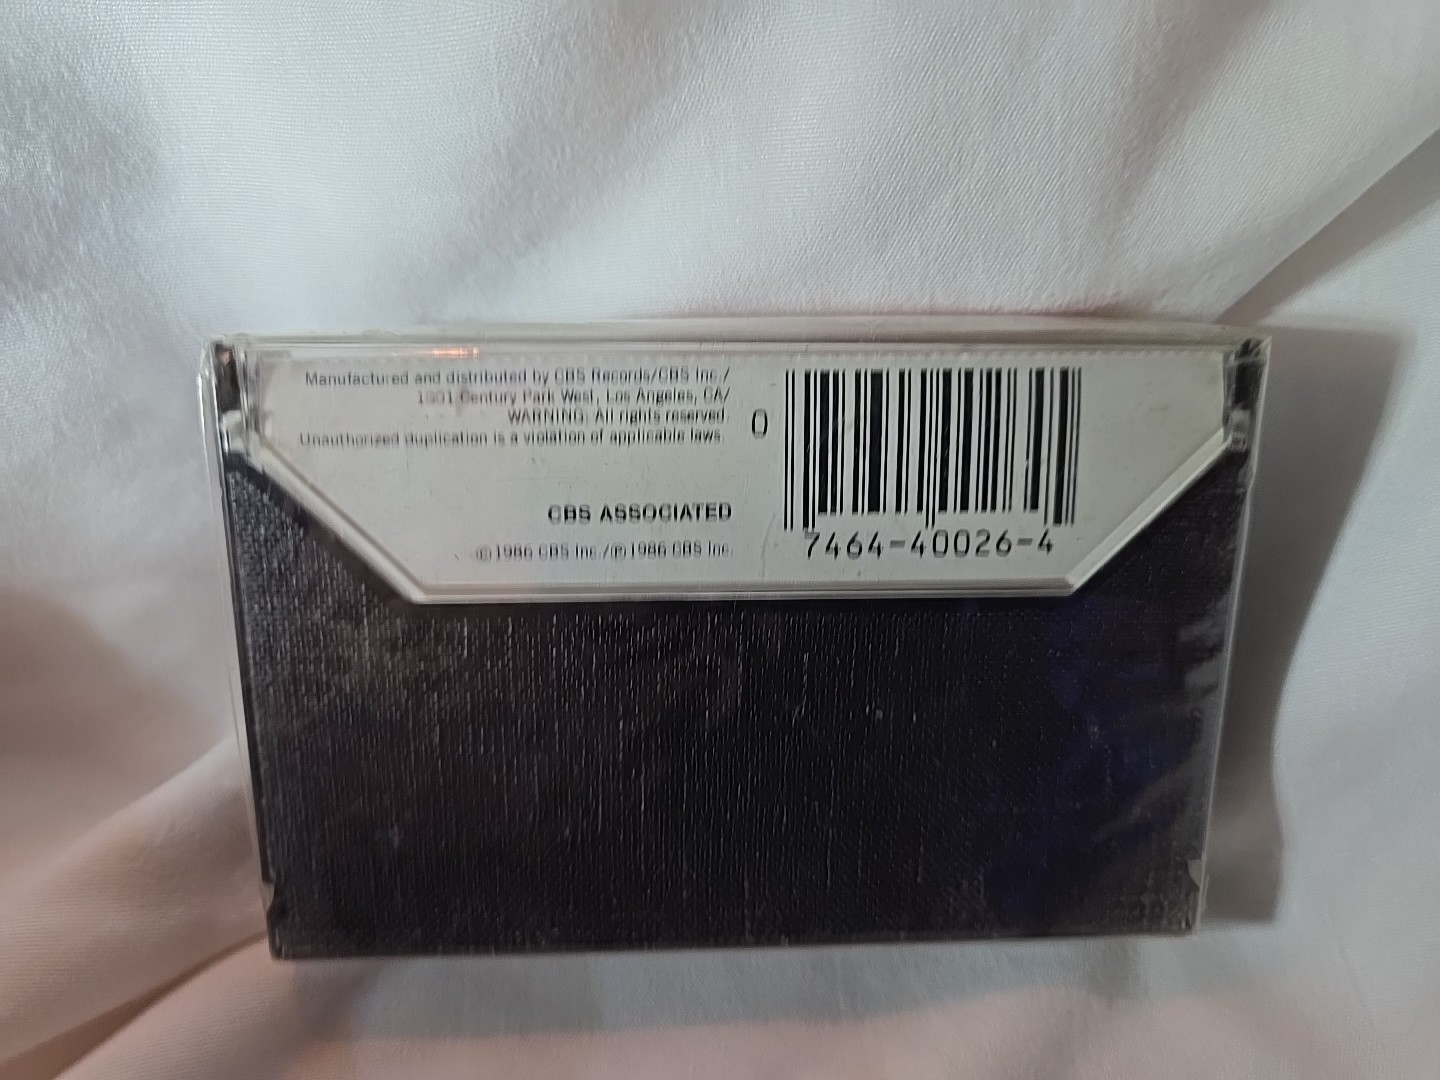 Manufactured and distributed by CBS Records/CBS Inc./
1901 Century Park West, Los Angeles, CA/
WARNING: All rights reserved.
Unauthorized duplication is a violation of applicable laws.
CBS ASSOCIATED
©1986 CBS Inc./℗1986 CBS Inc.
0
7464-40026-4